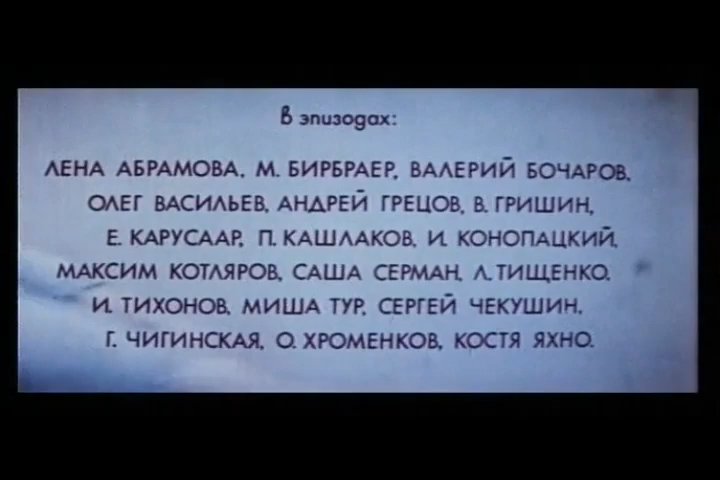 В эпизодах:
ЛЕНА АБРАМОВА, М. БИРБРАЕР, ВАЛЕРИЙ БОЧАРОВ,
ОЛЕГ ВАСИЛЬЕВ, АНДРЕЙ ГРЕЦОВ, В. ГРИШИН,
Е. КАРУСААР, П. КАШЛАКОВ, И. КОНОПАЦКИЙ,
МАКСИМ КОТЛЯРОВ, САША СЕРМАН, Л. ТИЩЕНКО,
И. ТИХОНОВ, МИША ТУР, СЕРГЕЙ ЧЕКУШИН,
Г. ЧИГИНСКАЯ, О. ХРОМЕНКОВ, КОСТЯ ЯХНО.